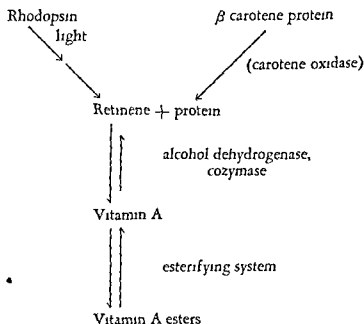 Rhodopsin
β carotene protein
light
(carotene oxidase)
Retinene + protein
alcohol dehydrogenase,
cozymase
Vitamin A
esterifying system
Vitamin A esters